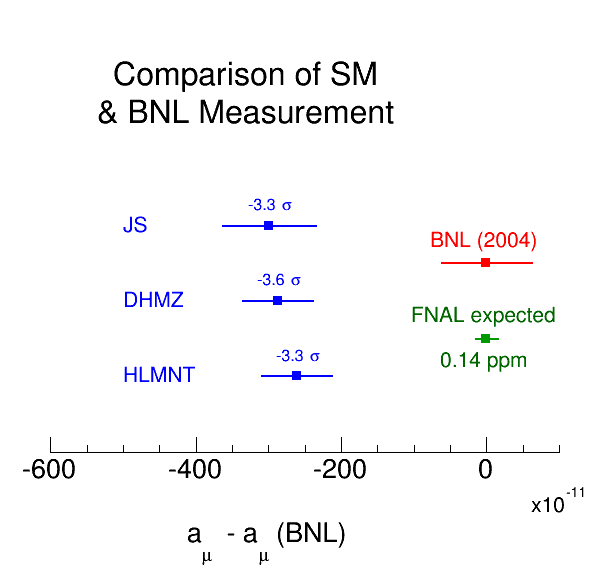 Comparison of SM
& BNL Measurement
-3.3 σ
JS
BNL (2004)
-3.6 σ
DHMZ
FNAL expected
0.14 ppm
-3.3 σ
HLMNT
-600 -400 -200 0
x10⁻¹¹
aμ - aμ (BNL)